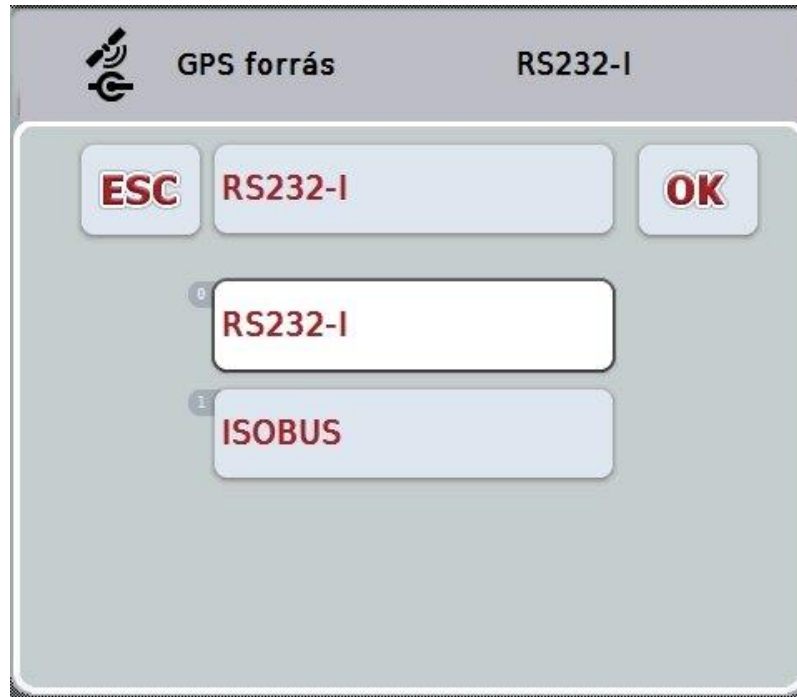 GPS forrás RS232-I
ESC RS232-I OK
0
RS232-I
1
ISOBUS